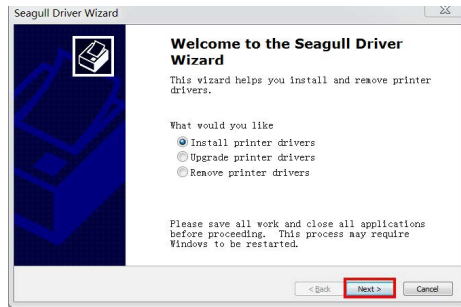 Seagull Driver Wizard
Welcome to the Seagull Driver
Wizard
This wizard helps you install and remove printer
drivers.
What would you like
Install printer drivers
Upgrade printer drivers
Remove printer drivers
Please save all work and close all applications
before proceeding. This process may require
Windows to be restarted.
< Back Next > Cancel